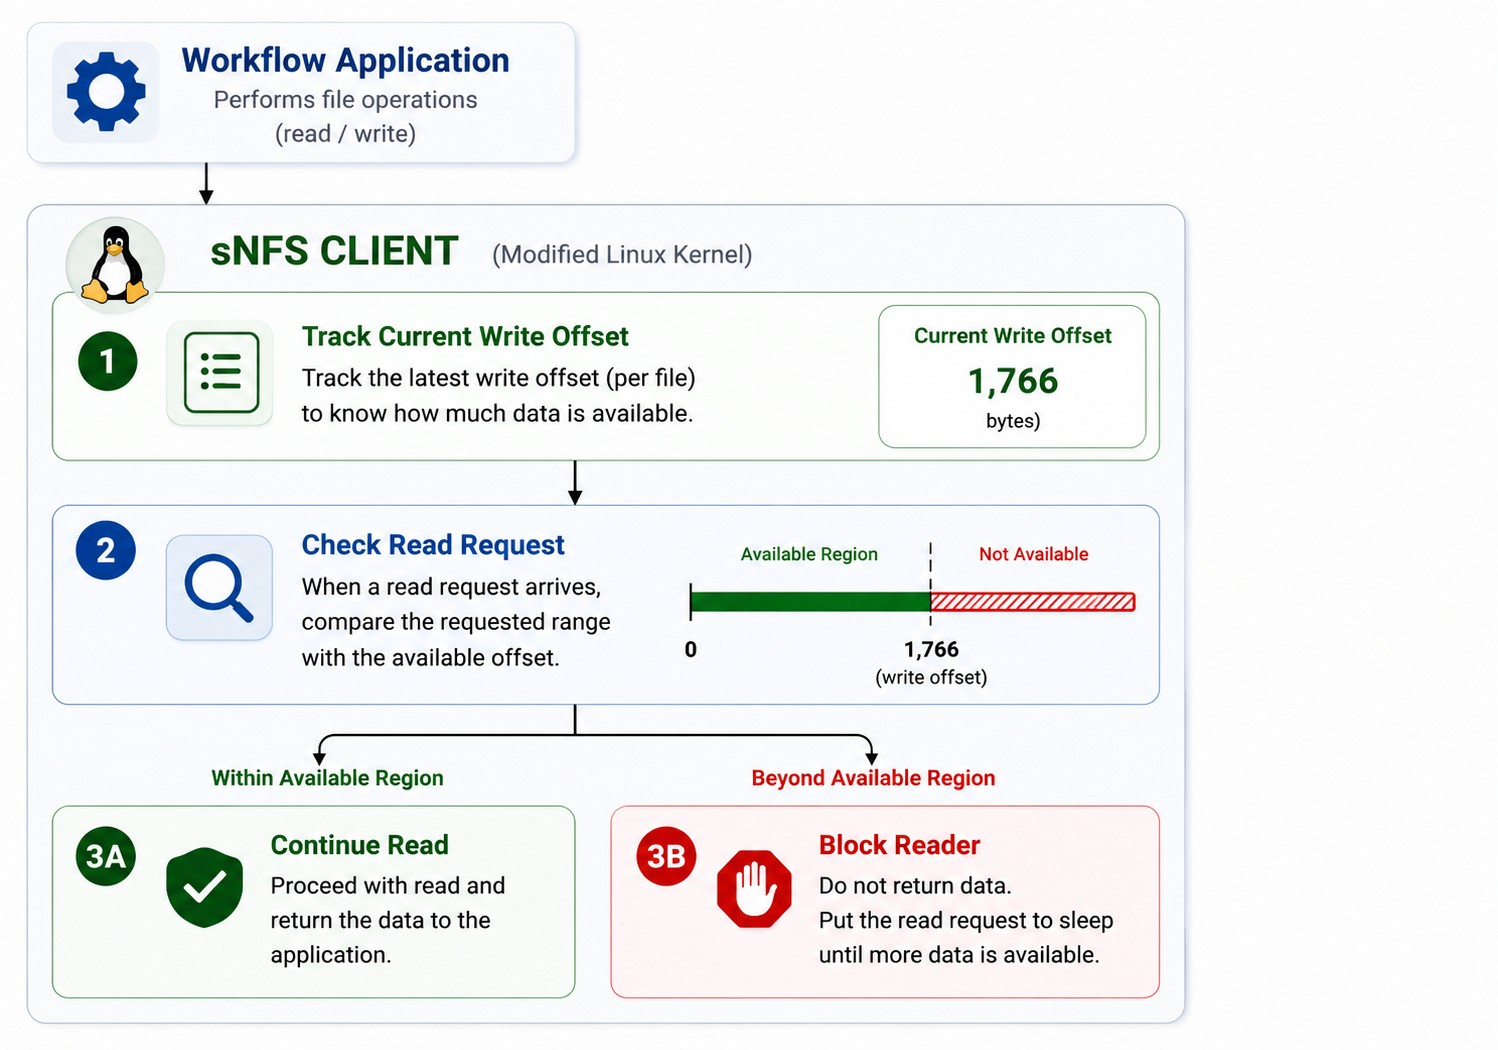 Workflow Application
Performs file operations
(read / write)
sNFS CLIENT (Modified Linux Kernel)
1
Track Current Write Offset
Track the latest write offset (per file)
to know how much data is available.
Current Write Offset
1,766
bytes)
2
Check Read Request
When a read request arrives,
compare the requested range
with the available offset.
Available Region
Not Available
0
1,766
(write offset)
Within Available Region
Beyond Available Region
3A
Continue Read
Proceed with read and
return the data to the
application.
3B
Block Reader
Do not return data.
Put the read request to sleep
until more data is available.